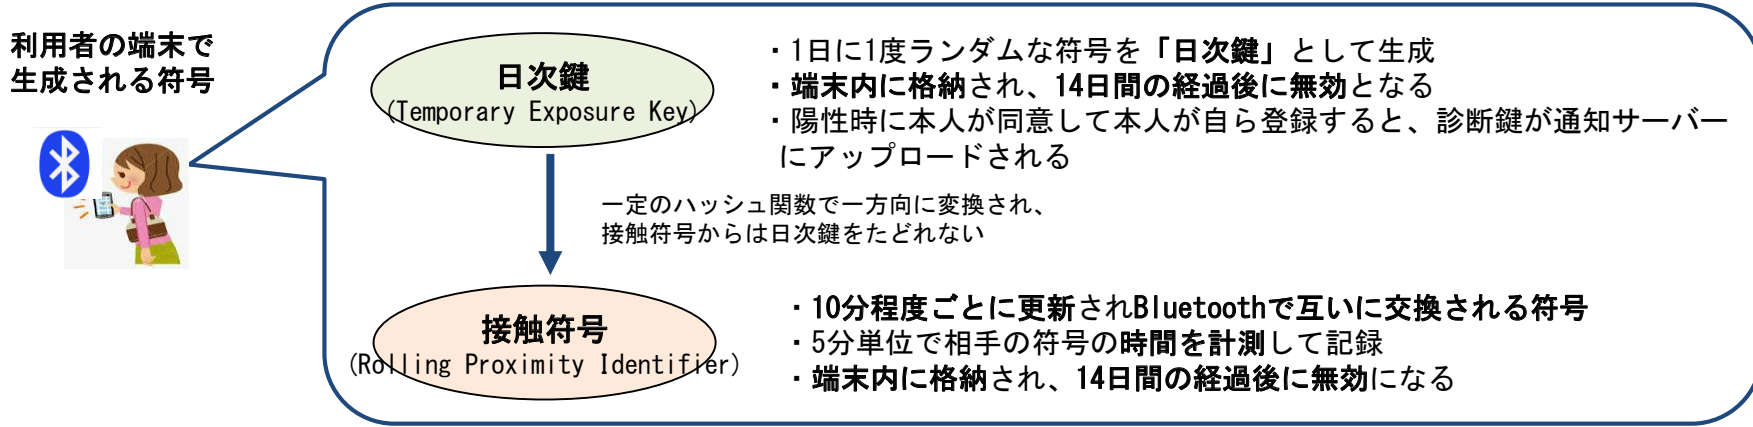 利用者の端末で
生成される符号
日次鍵
(Temporary Exposure Key)
・1日に1度ランダムな符号を「日次鍵」として生成
・端末内に格納され、14日間の経過後に無効となる
・陽性時に本人が同意して本人が自ら登録すると、診断鍵が通知サーバー
にアップロードされる
一定のハッシュ関数で一方向に変換され、
接触符号からは日次鍵をたどれない
接触符号
(Rolling Proximity Identifier)
・10分程度ごとに更新されBluetoothで互いに交換される符号
・5分単位で相手の符号の時間を計測して記録
・端末内に格納され、14日間の経過後に無効になる